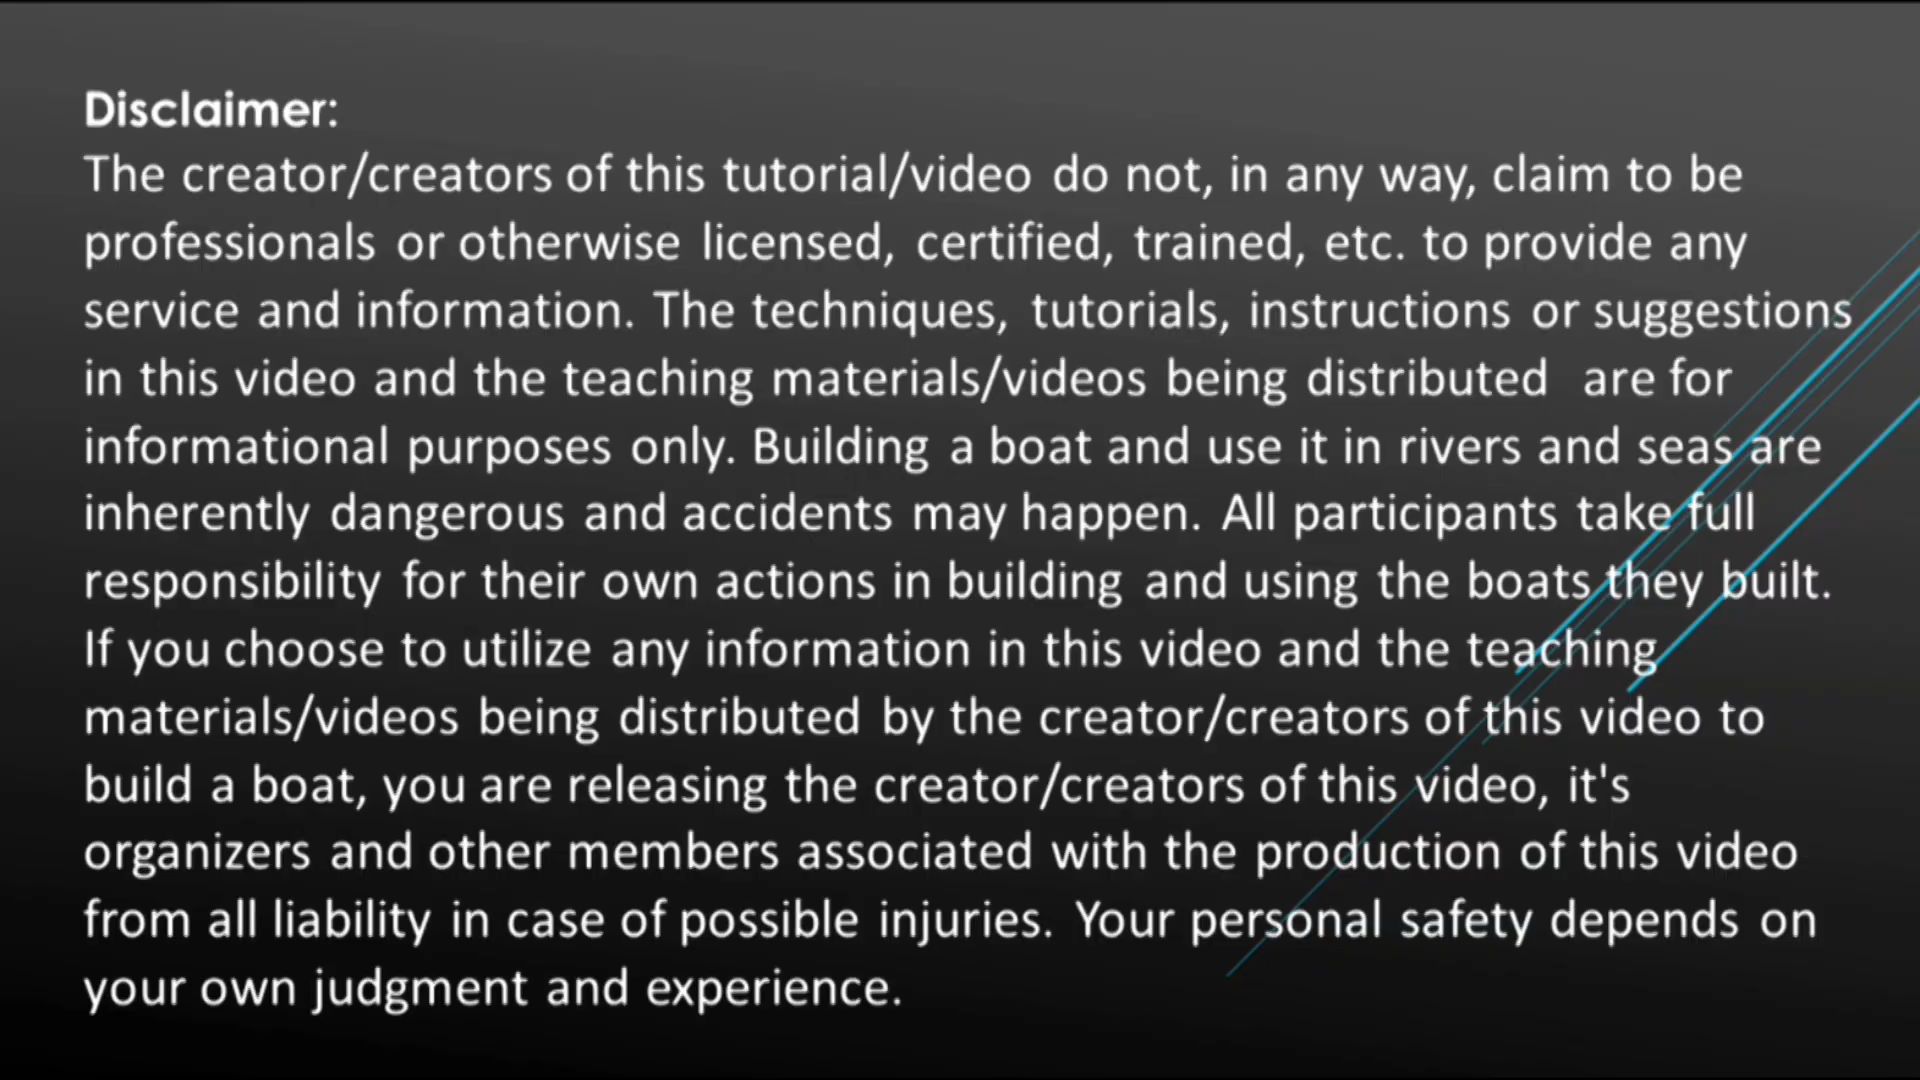 Disclaimer:
The creator/creators of this tutorial/video do not, in any way, claim to be
professionals or otherwise licensed, certified, trained, etc. to provide any
service and information. The techniques, tutorials, instructions or suggestions
in this video and the teaching materials/videos being distributed are for
informational purposes only. Building a boat and use it in rivers and seas are
inherently dangerous and accidents may happen. All participants take full
responsibility for their own actions in building and using the boats they built.
If you choose to utilize any information in this video and the teaching
materials/videos being distributed by the creator/creators of this video to
build a boat, you are releasing the creator/creators of this video, it's
organizers and other members associated with the production of this video
from all liability in case of possible injuries. Your personal safety depends on
your own judgment and experience.